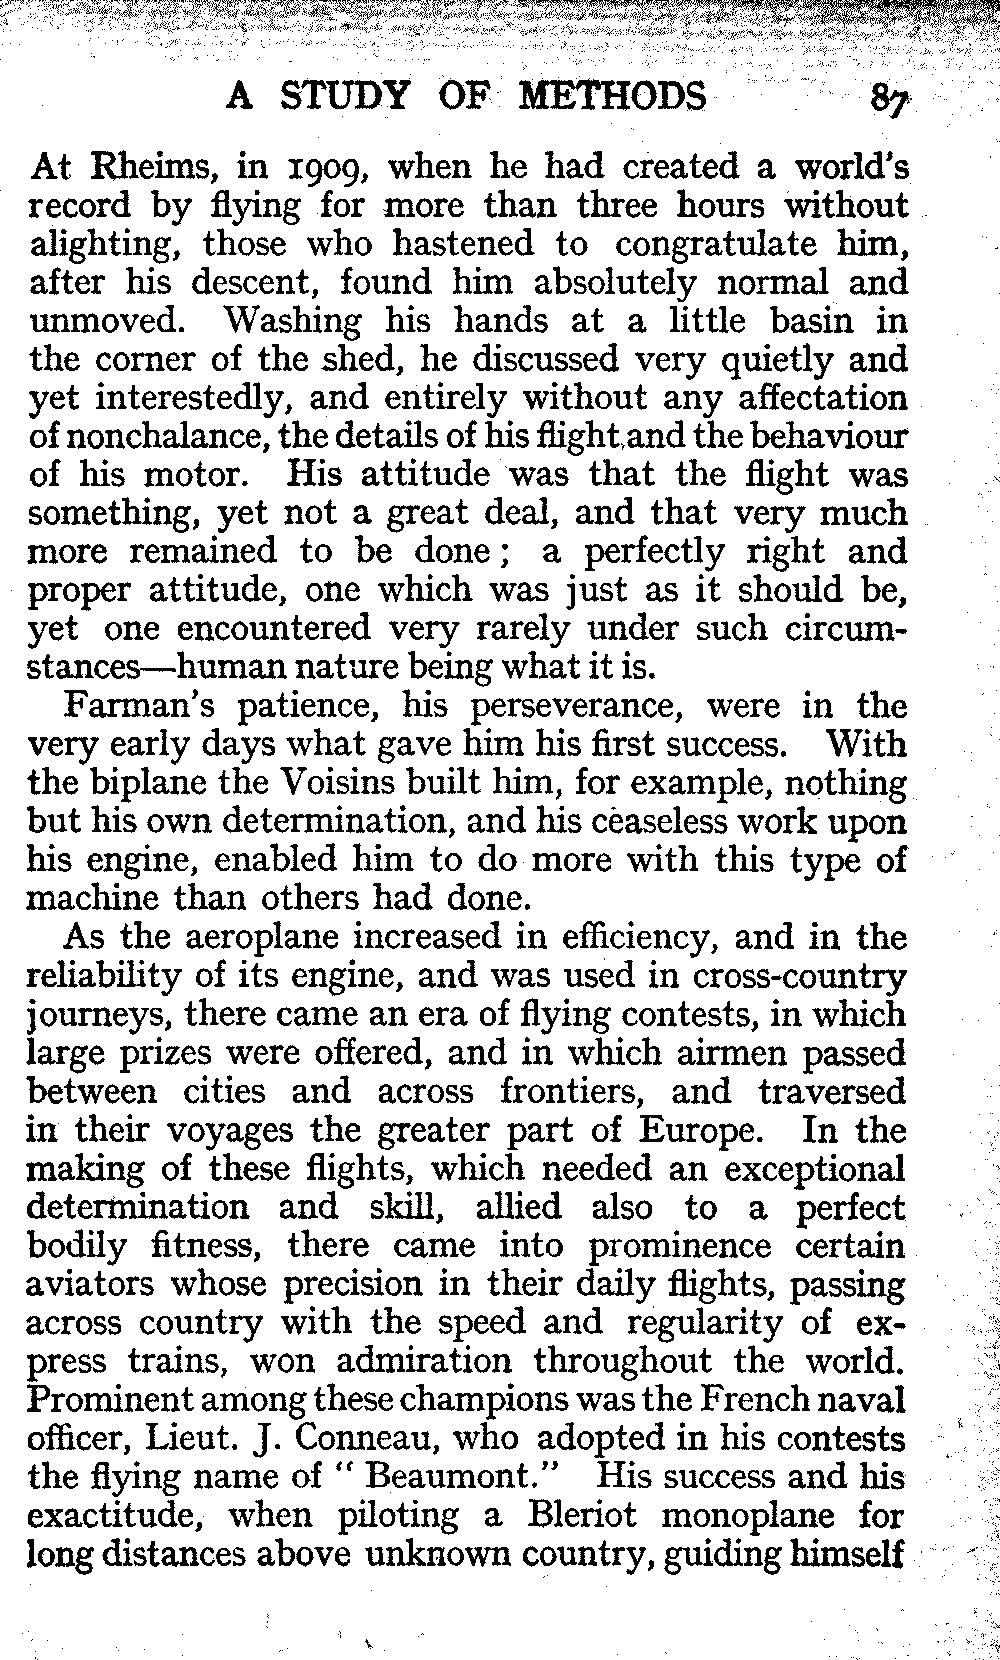 A STUDY OF METHODS 87
At Rheims, in 1909, when he had created a world's
record by flying for more than three hours without
alighting, those who hastened to congratulate him,
after his descent, found him absolutely normal and
unmoved. Washing his hands at a little basin in
the corner of the shed, he discussed very quietly and
yet interestedly, and entirely without any affectation
of nonchalance, the details of his flight, and the behaviour
of his motor. His attitude was that the flight was
something, yet not a great deal, and that very much
more remained to be done; a perfectly right and
proper attitude, one which was just as it should be,
yet one encountered very rarely under such circum-
stances—human nature being what it is.
Farman's patience, his perseverance, were in the
very early days what gave him his first success. With
the biplane the Voisins built him, for example, nothing
but his own determination, and his ceaseless work upon
his engine, enabled him to do more with this type of
machine than others had done.
As the aeroplane increased in efficiency, and in the
reliability of its engine, and was used in cross-country
journeys, there came an era of flying contests, in which
large prizes were offered, and in which airmen passed
between cities and across frontiers, and traversed
in their voyages the greater part of Europe. In the
making of these flights, which needed an exceptional
determination and skill, allied also to a perfect
bodily fitness, there came into prominence certain
aviators whose precision in their daily flights, passing
across country with the speed and regularity of ex-
press trains, won admiration throughout the world.
Prominent among these champions was the French naval
officer, Lieut. J. Conneau, who adopted in his contests
the flying name of "Beaumont." His success and his
exactitude, when piloting a Bleriot monoplane for
long distances above unknown country, guiding himself